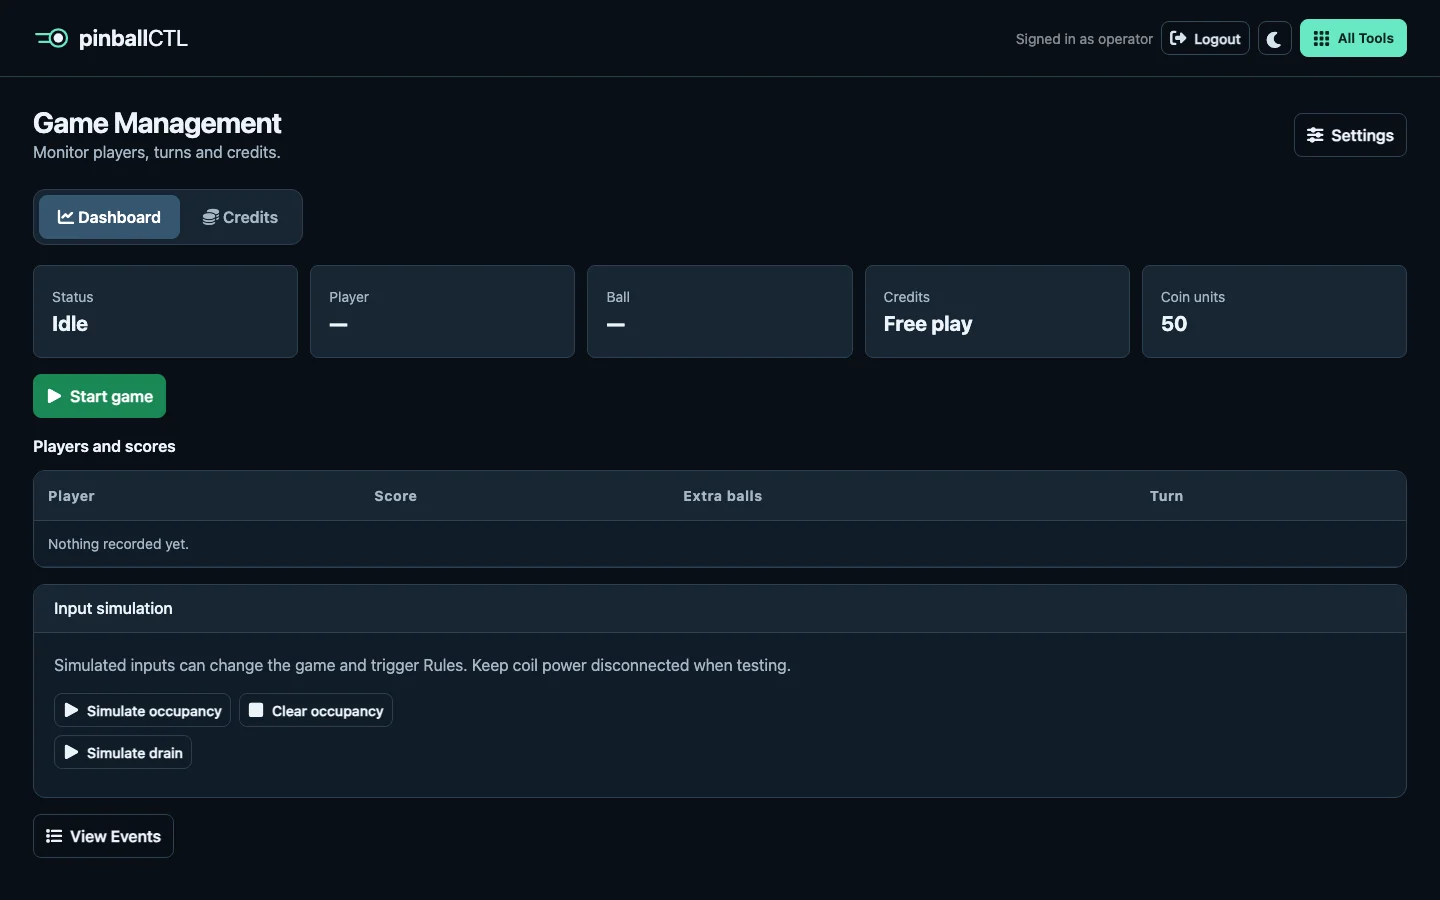 pinballCTL
Signed in as operator
Logout
All Tools
Game Management
Monitor players, turns and credits.
Settings
Dashboard
Credits
Status
Idle
Player
—
Ball
—
Credits
Free play
Coin units
50
Start game
Players and scores
Player Score Extra balls Turn
Nothing recorded yet.
Input simulation
Simulated inputs can change the game and trigger Rules. Keep coil power disconnected when testing.
Simulate occupancy
Clear occupancy
Simulate drain
View Events